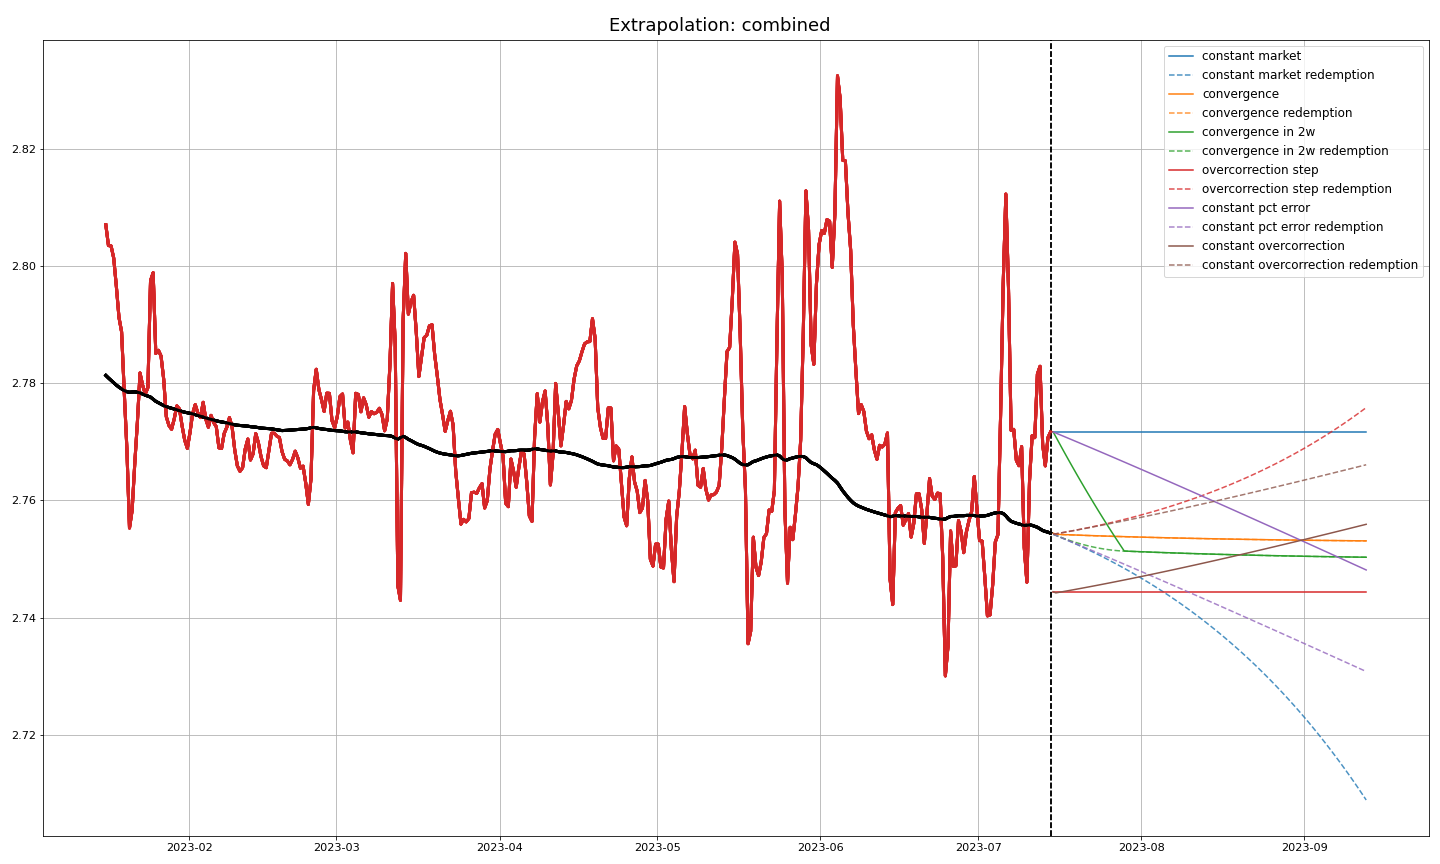 Extrapolation: combined
constant market
constant market redemption
convergence
convergence redemption
convergence in 2w
convergence in 2w redemption
overcorrection step
overcorrection step redemption
constant pct error
constant pct error redemption
constant overcorrection
constant overcorrection redemption
2.82
2.80
2.78
2.76
2.74
2.72
2023-02
2023-03
2023-04
2023-05
2023-06
2023-07
2023-08
2023-09